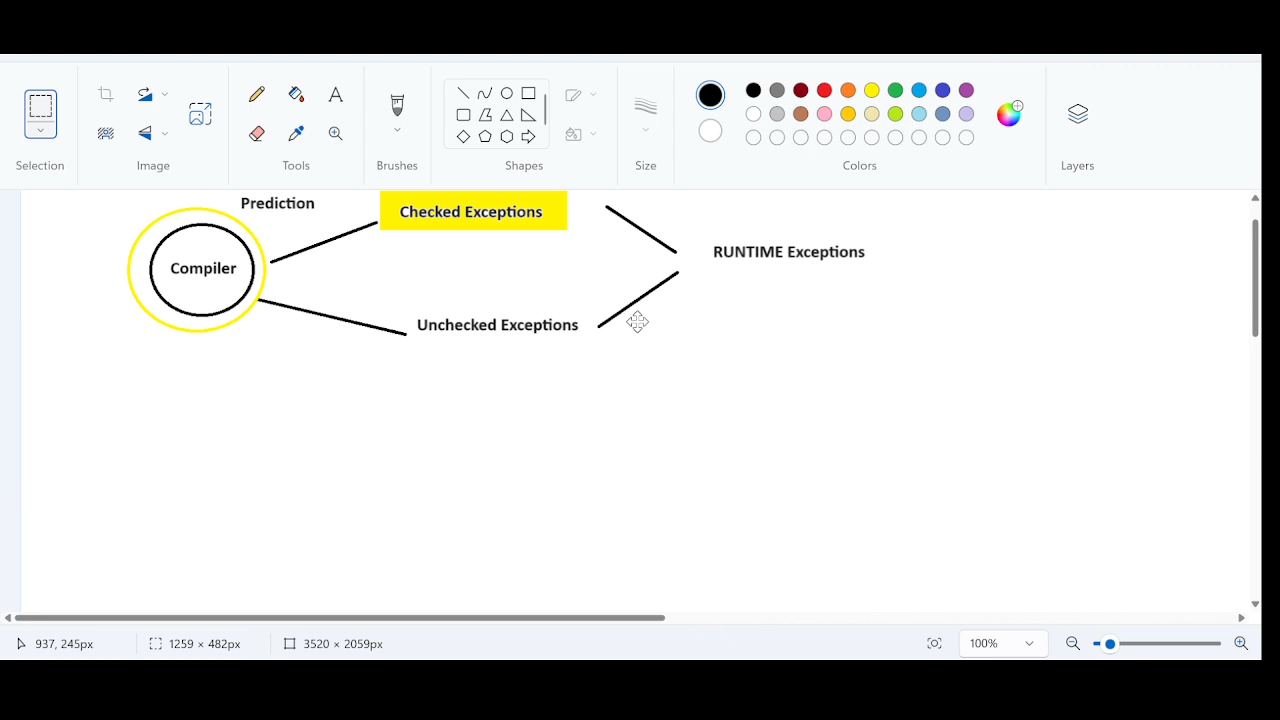 Selection
Image
Tools
Brushes
Shapes
Size
Colors
Layers
Prediction
Checked Exceptions
Compiler
RUNTIME Exceptions
Unchecked Exceptions
937, 245px
1259 × 482px
3520 × 2059px
100%